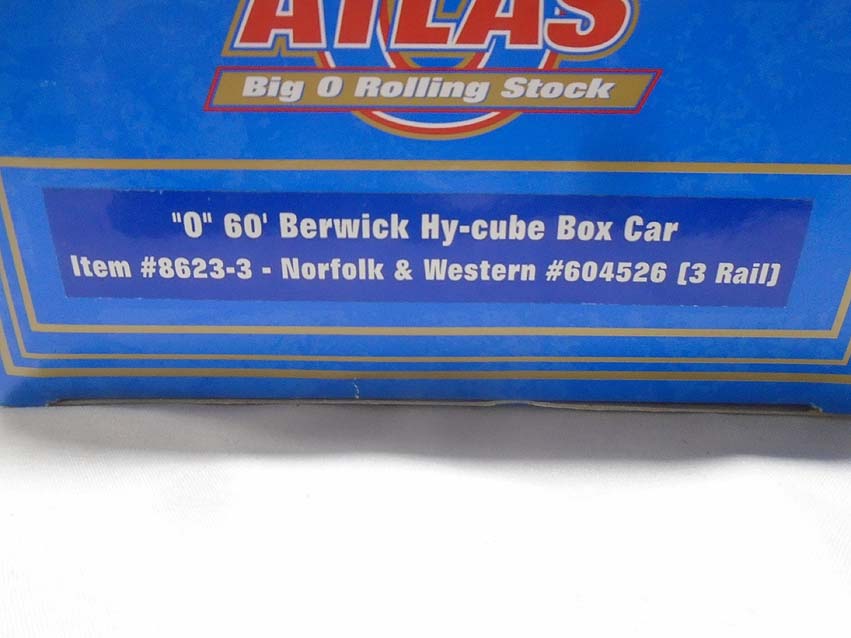 ATLAS
Big O Rolling Stock
"O" 60' Berwick Hy-cube Box Car
Item #8623-3 - Norfolk & Western #604526 (3 Rail)